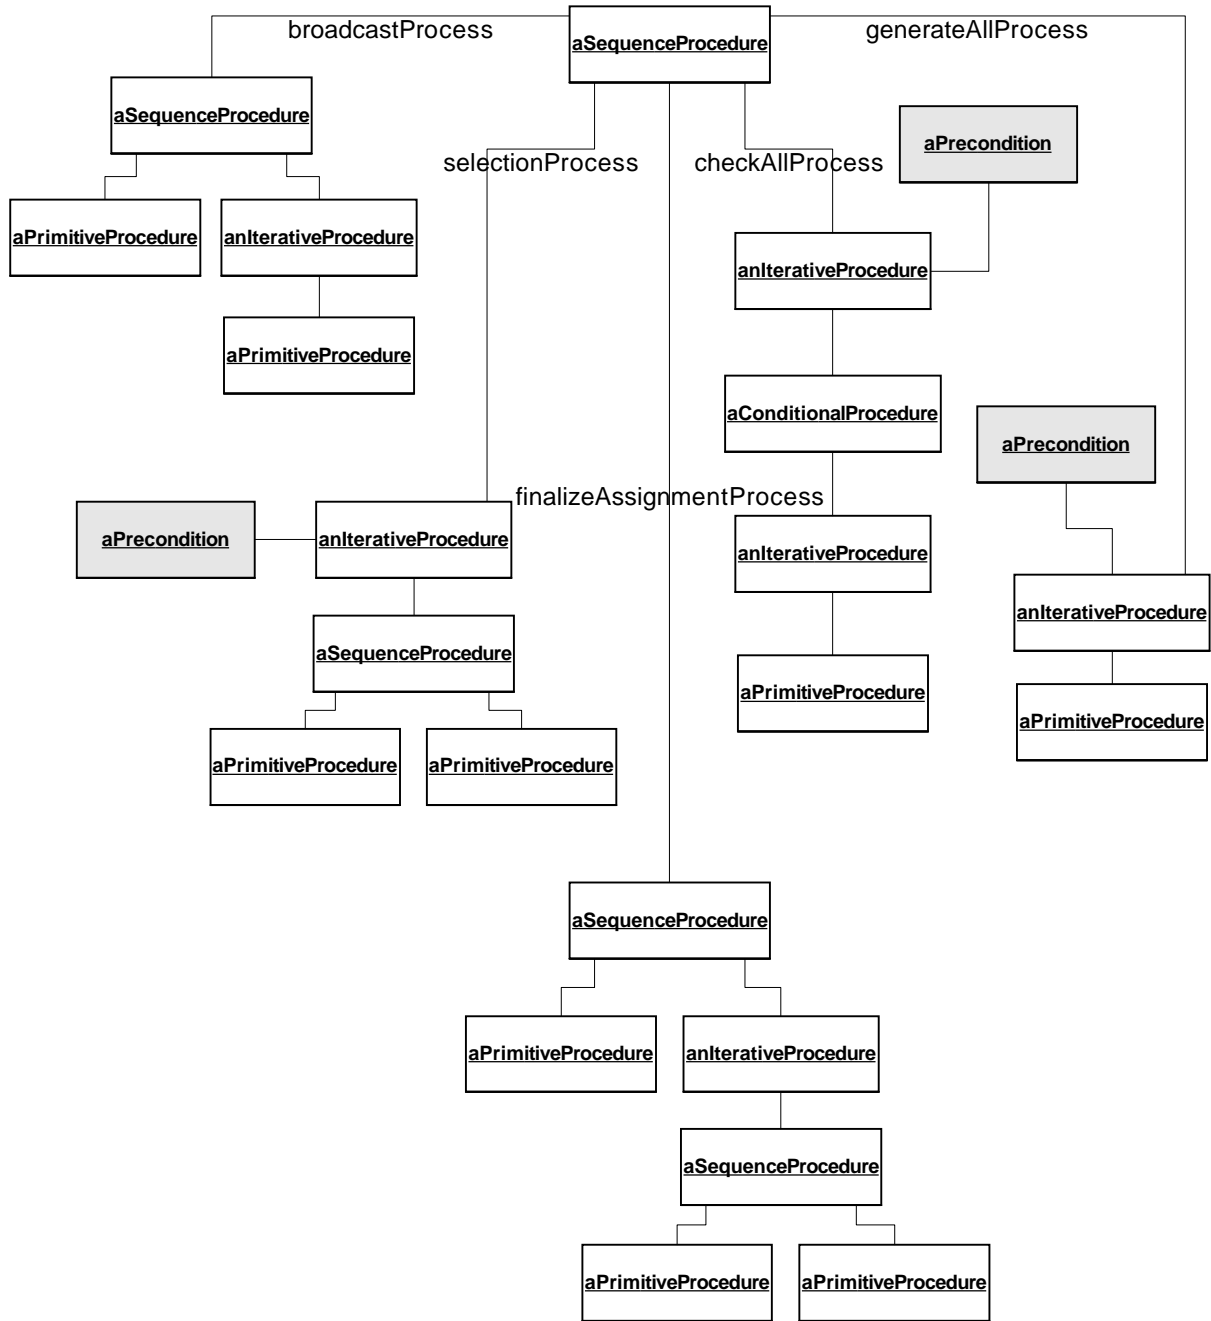 broadcastProcess
aSequenceProcedure
generateAllProcess
aSequenceProcedure
aPrecondition
selectionProcess
checkAllProcess
aPrimitiveProcedure
anIterativeProcedure
anIterativeProcedure
aPrimitiveProcedure
aConditionalProcedure
aPrecondition
finalizeAssignmentProcess
aPrecondition
anIterativeProcedure
anIterativeProcedure
anIterativeProcedure
aSequenceProcedure
aPrimitiveProcedure
aPrimitiveProcedure
aPrimitiveProcedure
aPrimitiveProcedure
aSequenceProcedure
aPrimitiveProcedure
anIterativeProcedure
aSequenceProcedure
aPrimitiveProcedure
aPrimitiveProcedure